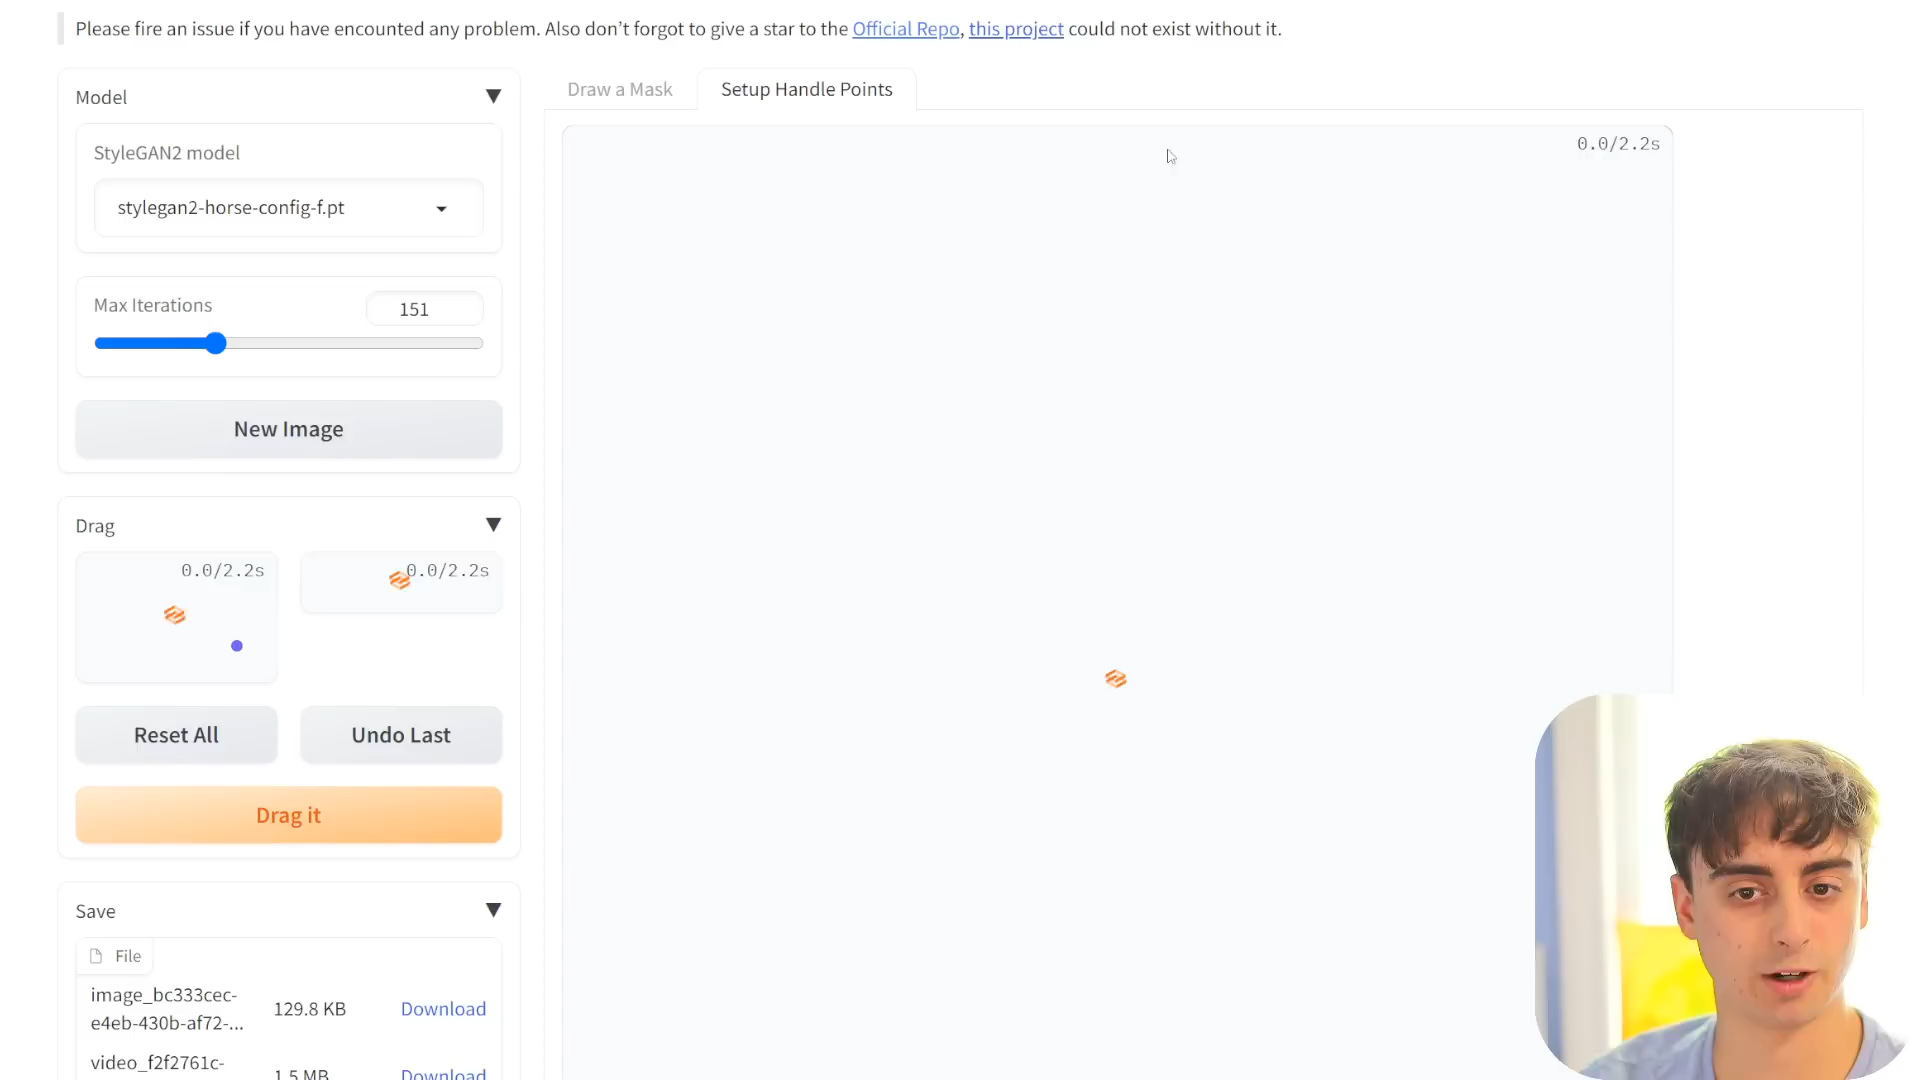 Please fire an issue if you have encountered any problem. Also don’t forgot to give a star to the Official Repo, this project could not exist without it.
Model
StyleGAN2 model
stylegan2-horse-config-f.pt
Max Iterations
151
New Image
Drag
0.0/2.2s
0.0/2.2s
Reset All
Undo Last
Drag it
Save
File
image_bc333cec-
e4eb-430b-af72-...
129.8 KB
Download
video_f2f2761c-
1.5 MB
Download
Draw a Mask
Setup Handle Points
0.0/2.2s